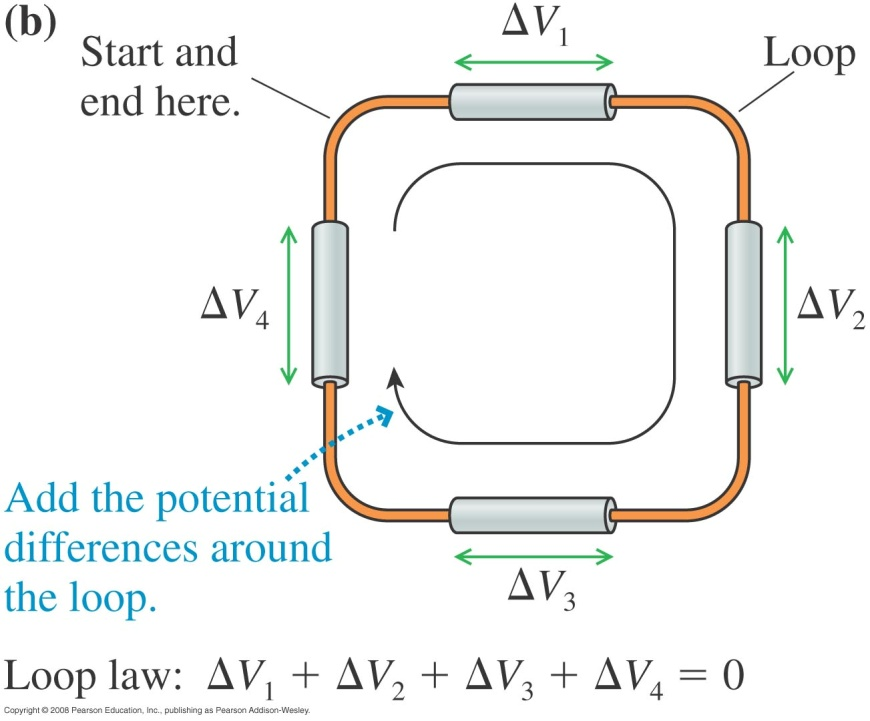 (b)
Start and
end here.
ΔV₁
Loop
ΔV₄
ΔV₂
Add the potential
differences around
the loop.
ΔV₃
Loop law: ΔV₁ + ΔV₂ + ΔV₃ + ΔV₄ = 0
Copyright © 2008 Pearson Education, Inc., publishing as Pearson Addison-Wesley.